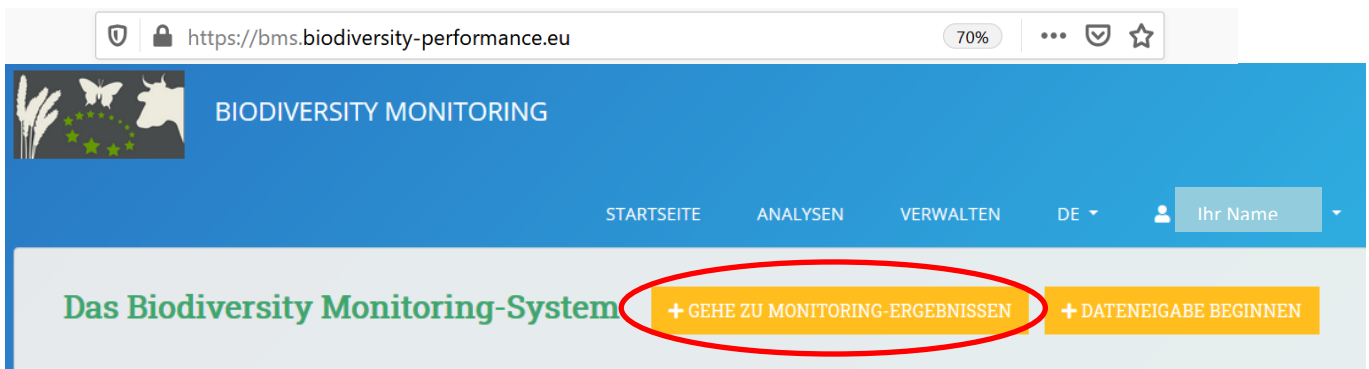 https://bms.biodiversity-performance.eu 70%
BIODIVERSITY MONITORING
STARTSEITE ANALYSEN VERWALTEN DE Ihr Name
Das Biodiversity Monitoring-System + GEHE ZU MONITORING-ERGEBNISSEN + DATENEIGABE BEGINNEN